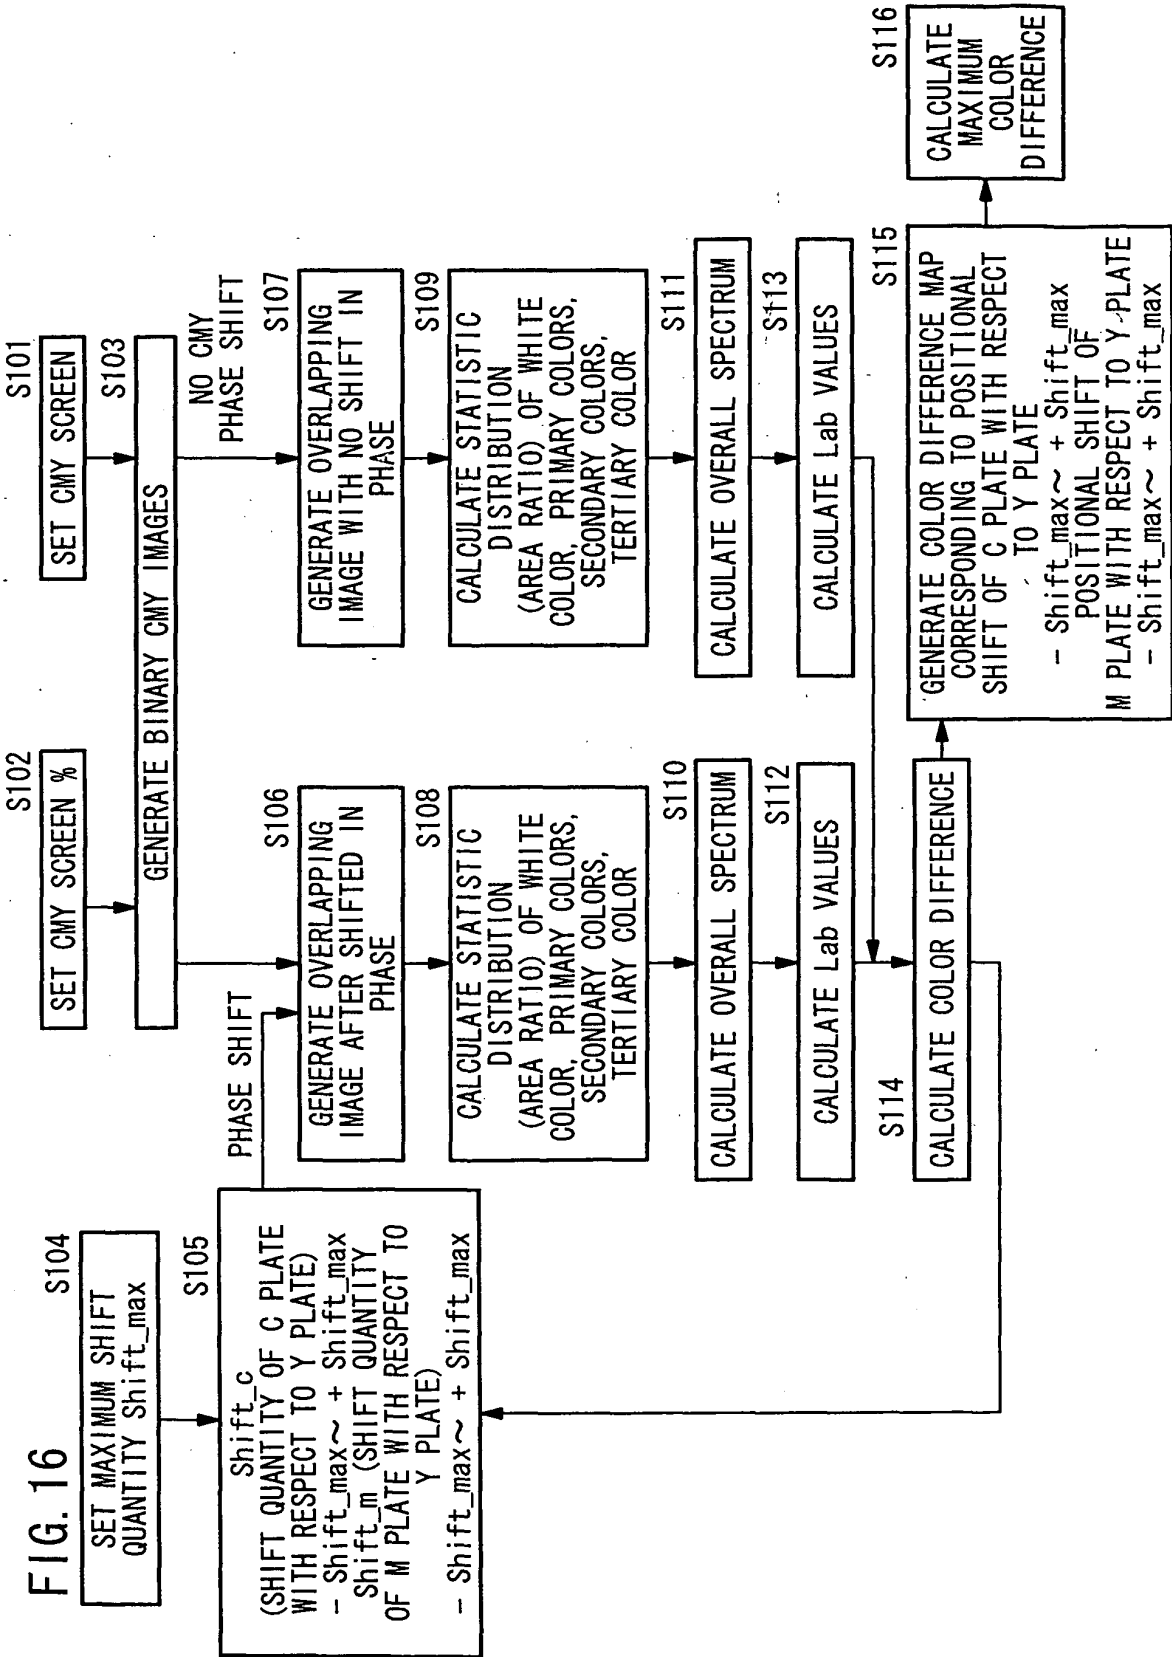 FIG. 16
S104
SET MAXIMUM SHIFT
QUANTITY Shift_max
S105
Shift_c
(SHIFT QUANTITY OF C PLATE
WITH RESPECT TO Y PLATE)
- Shift_max~ + Shift_max
Shift_m (SHIFT QUANTITY
OF M PLATE WITH RESPECT TO
Y PLATE)
- Shift_max~ + Shift_max
S102
SET CMY SCREEN %
S101
SET CMY SCREEN
S103
GENERATE BINARY CMY IMAGES
PHASE SHIFT
NO CMY
PHASE SHIFT
S106
GENERATE OVERLAPPING
IMAGE AFTER SHIFTED IN
PHASE
S107
GENERATE OVERLAPPING
IMAGE WITH NO SHIFT IN
PHASE
S108
CALCULATE STATISTIC
DISTRIBUTION
(AREA RATIO) OF WHITE
COLOR, PRIMARY COLORS,
SECONDARY COLORS,
TERTIARY COLOR
S109
CALCULATE STATISTIC
DISTRIBUTION
(AREA RATIO) OF WHITE
COLOR, PRIMARY COLORS,
SECONDARY COLORS,
TERTIARY COLOR
S110
CALCULATE OVERALL SPECTRUM
S111
CALCULATE OVERALL SPECTRUM
S112
CALCULATE Lab VALUES
S113
CALCULATE Lab VALUES
S114
CALCULATE COLOR DIFFERENCE
S115
GENERATE COLOR DIFFERENCE MAP
CORRESPONDING TO POSITIONAL
SHIFT OF C PLATE WITH RESPECT
TO Y PLATE
- Shift_max~ + Shift_max
POSITIONAL SHIFT OF
M PLATE WITH RESPECT TO Y PLATE
- Shift_max~ + Shift_max
S116
CALCULATE
MAXIMUM
COLOR
DIFFERENCE